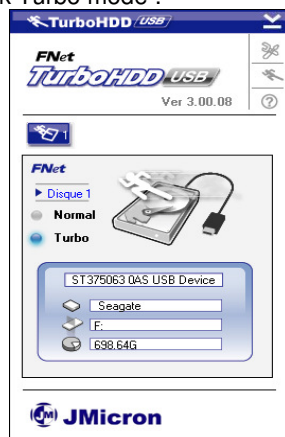 k Turbo mode .
TurboHDD USB
FNet
TurboHDD USB
Ver 3.00.08
?
1
FNet
Disque 1
Normal
Turbo
ST375063 0AS USB Device
Seagate
F:
698.64G
JM JMicron